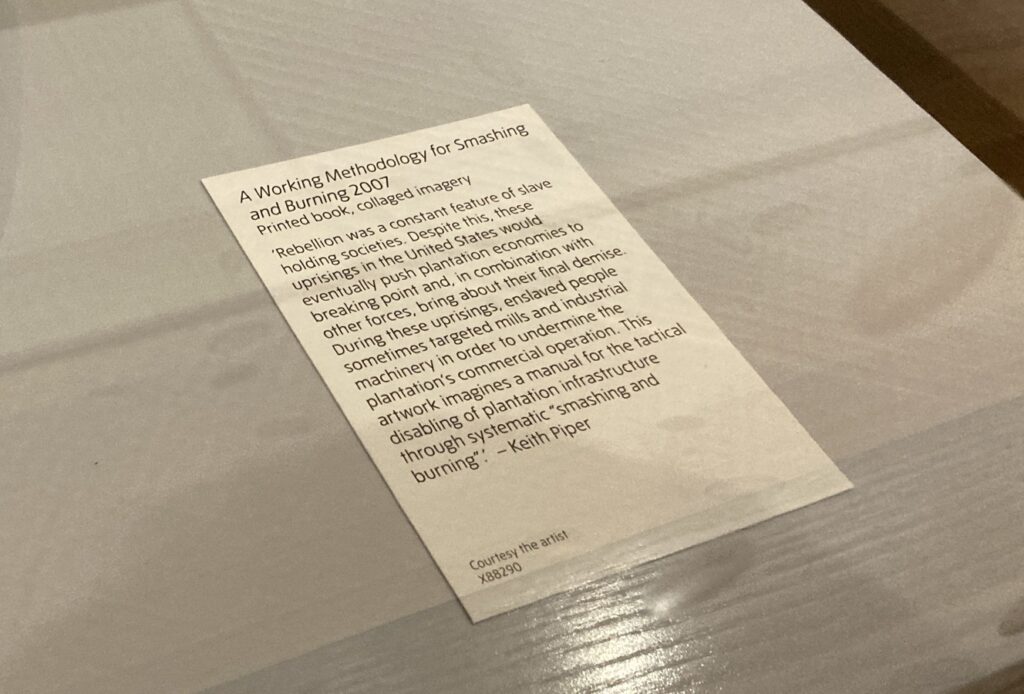 A Working Methodology for Smashing
and Burning 2007
Printed book, collaged imagery
‘Rebellion was a constant feature of slave
holding societies. Despite this, these
uprisings in the United States would
eventually push plantation economies to
breaking point and, in combination with
other forces, bring about their final demise.
During these uprisings, enslaved people
sometimes targeted mills and industrial
machinery in order to undermine the
plantation’s commercial operation. This
artwork imagines a manual for the tactical
disabling of plantation infrastructure
through systematic “smashing and
burning”’. – Keith Piper
Courtesy the artist
X88290